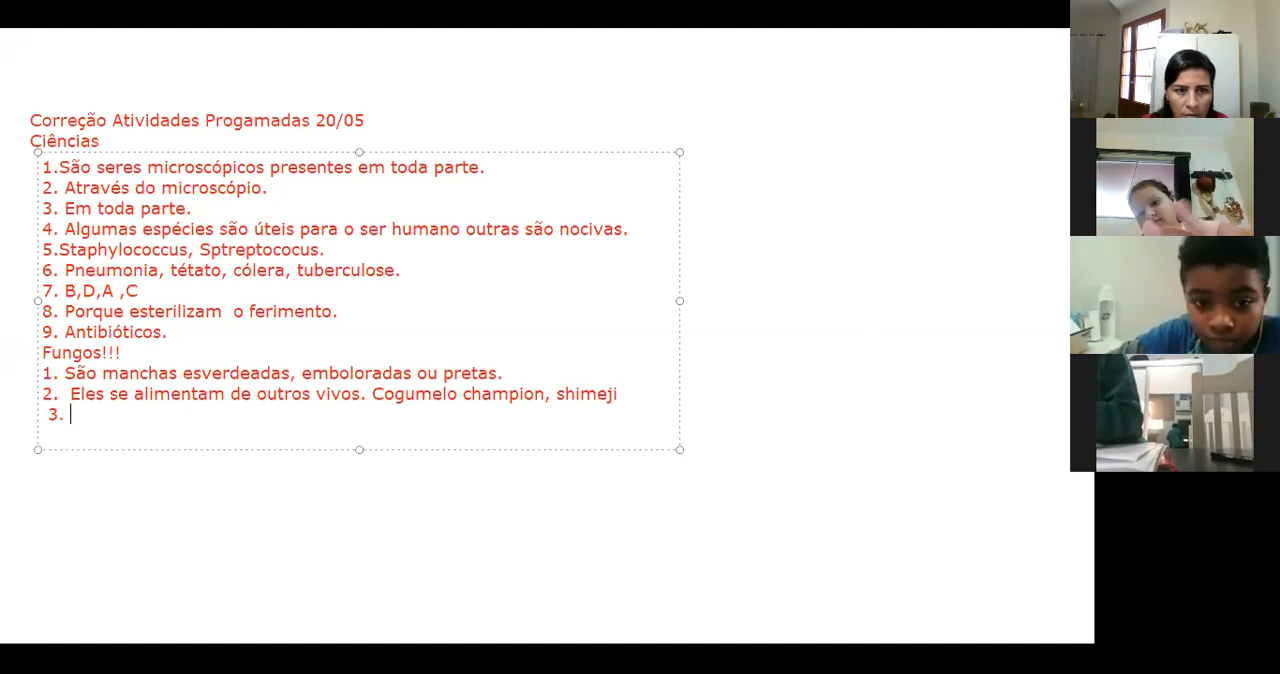 Correção Atividades Progamadas 20/05
Ciências
1.São seres microscópicos presentes em toda parte.
2. Através do microscópio.
3. Em toda parte.
4. Algumas espécies são úteis para o ser humano outras são nocivas.
5.Staphylococcus, Sptreptococus.
6. Pneumonia, tétato, cólera, tuberculose.
7. B,D,A ,C
8. Porque esterilizam  o ferimento.
9. Antibióticos.
Fungos!!!
1. São manchas esverdeadas, emboloradas ou pretas.
2.  Eles se alimentam de outros vivos. Cogumelo champion, shimeji
3.